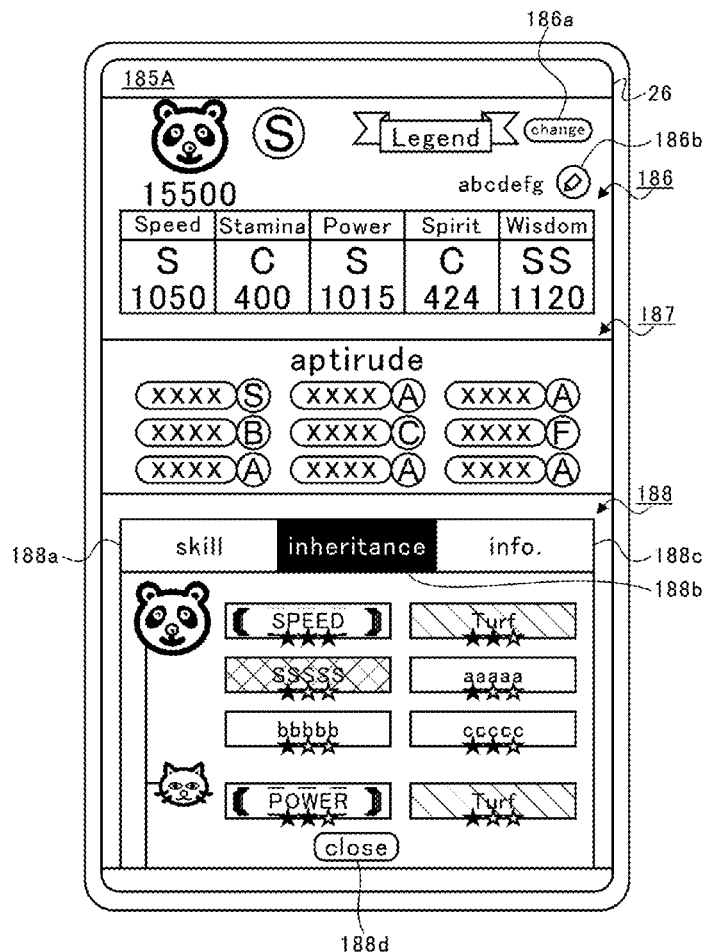 186a
185A
26
S
Legend
change
186b
abcdefg
186
15500
Speed Stamina Power Spirit Wisdom
S C S C SS
1050 400 1015 424 1120
187
aptirude
xxxx S xxxx A xxxx A
xxxx B xxxx C xxxx F
xxxx A xxxx A xxxx A
188
188a
skill inheritance info.
188c
188b
SPEED Turf
★★★ ★★☆
SSSSS aaaaa
★☆☆ ★☆☆
bbbbb ccccc
★☆☆ ★★☆
POWER Turf
★★☆ ★☆☆
close
188d